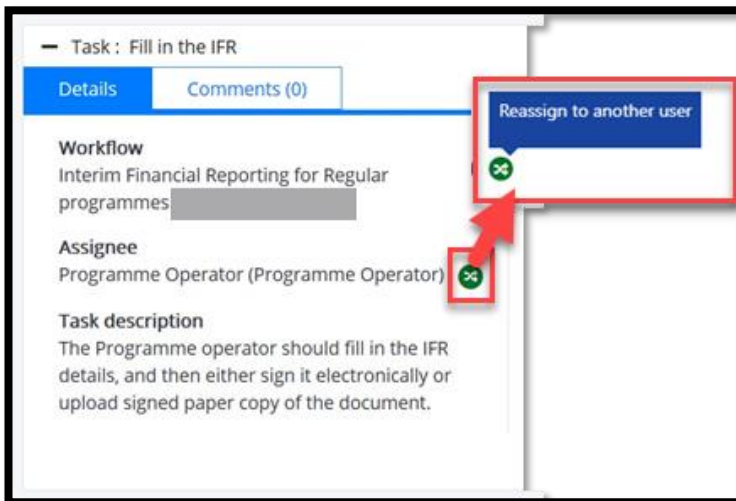 Task : Fill in the IFR
Details
Comments (0)
Reassign to another user
Workflow
Interim Financial Reporting for Regular
programmes
Assignee
Programme Operator (Programme Operator)
Task description
The Programme operator should fill in the IFR
details, and then either sign it electronically or
upload signed paper copy of the document.